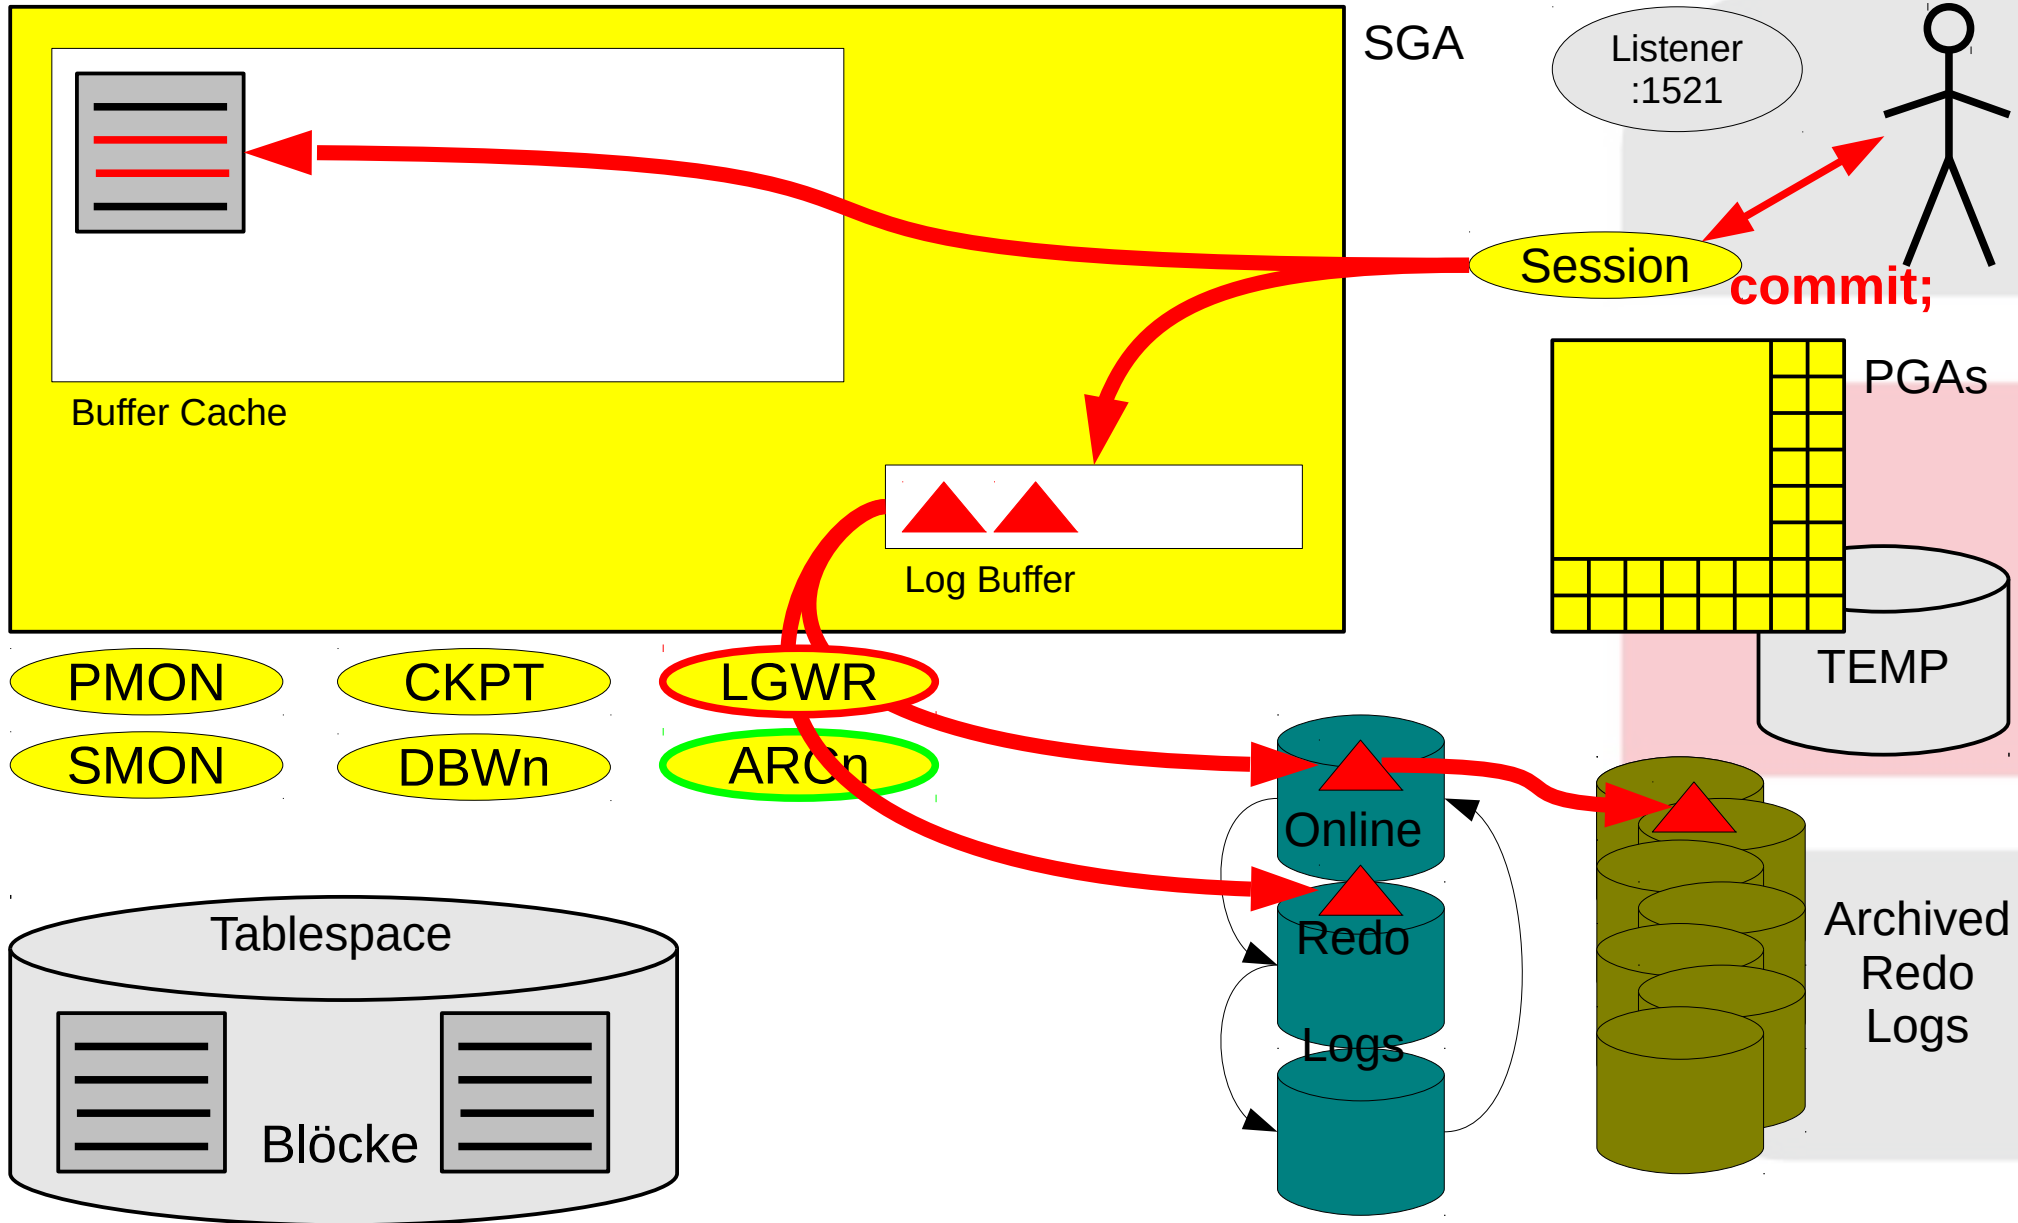 SGA
Listener
:1521
Session
commit;
Buffer Cache
PGAs
Log Buffer
PMON
CKPT
LGWR
TEMP
SMON
DBWn
ARCn
Online
Redo
Logs
Tablespace
Blöcke
Archived
Redo
Logs